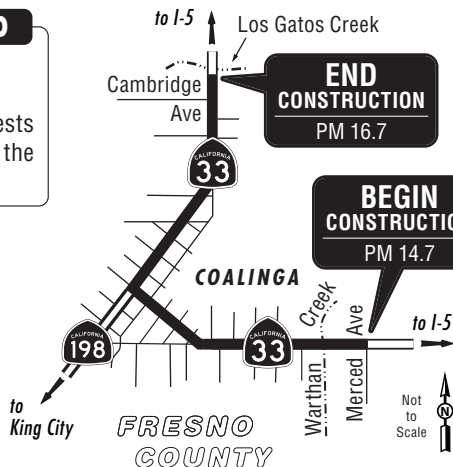 to I-5
Los Gatos Creek
Cambridge
Ave
END
CONSTRUCTION
PM 16.7
the
CALIFORNIA
33
BEGIN
PM 14.7
COALINGA
Creek
Ave
to I-5
CALIFORNIA
198
CALIFORNIA
33
Warthan
Merced
to
King City
FRESNO
COUNTY
Not
to
Scale
N